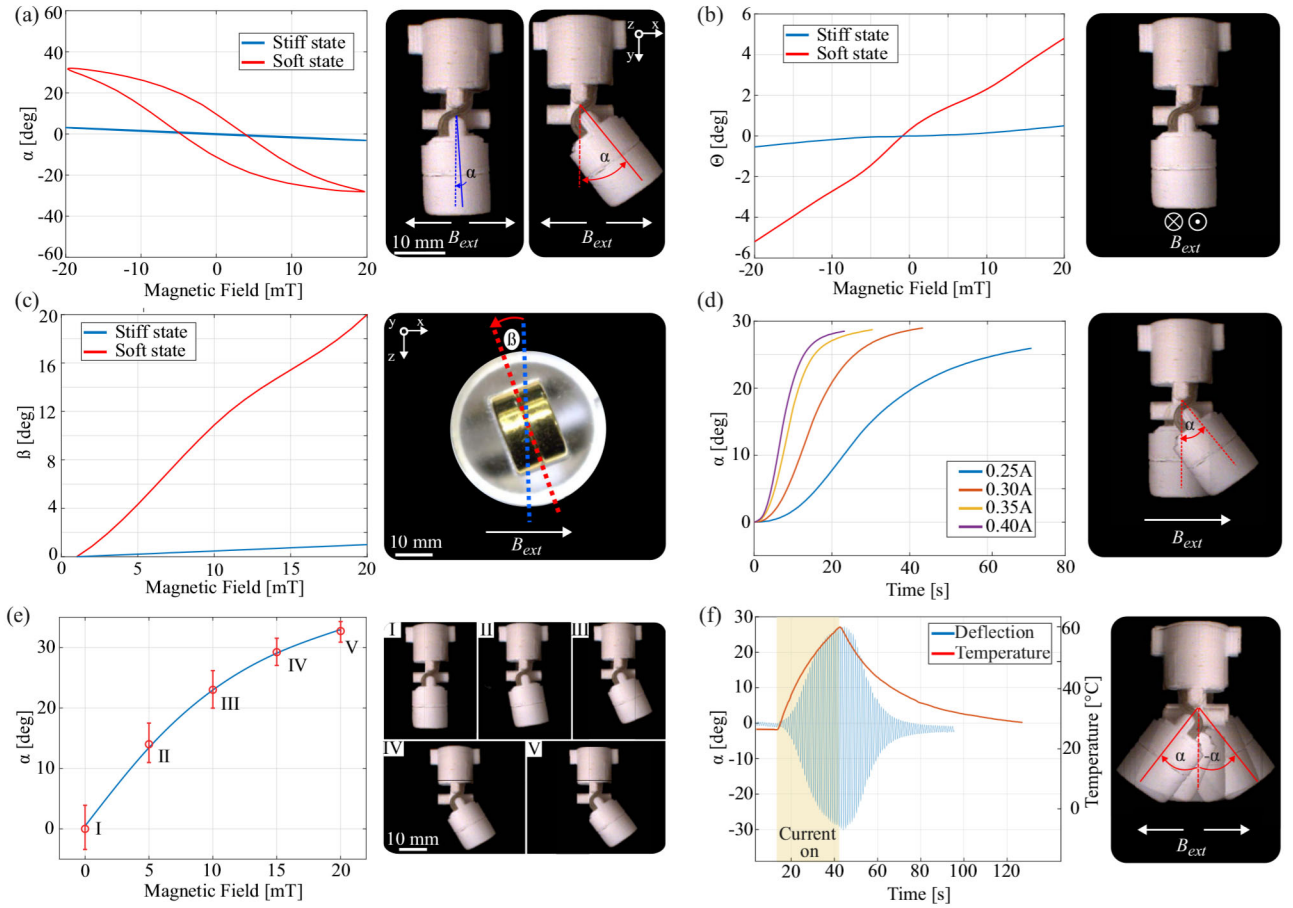 (a)
α [deg]
60
40
20
0
-20
-40
-60
-20
-10
0
10
20
Magnetic Field [mT]
Stiff state
Soft state
α
B_ext
10 mm
z
x
y
α
B_ext
(b)
Θ [deg]
6
4
2
0
-2
-4
-6
-20
-10
0
10
20
Magnetic Field [mT]
Stiff state
Soft state
B_ext
(c)
ß [deg]
20
16
12
8
4
0
0
5
10
15
20
Magnetic Field [mT]
Stiff state
Soft state
y
x
z
ß
B_ext
10 mm
(d)
α [deg]
30
20
10
0
0
20
40
60
80
Time [s]
0.25A
0.30A
0.35A
0.40A
α
B_ext
(e)
α [deg]
30
20
10
0
0
5
10
15
20
Magnetic Field [mT]
I
II
III
IV
V
I
II
III
IV
V
10 mm
(f)
α [deg]
30
20
10
0
-10
-20
-30
20
40
60
80
100
120
Time [s]
Deflection
Temperature
Current
on
60
40
20
0
Temperature [°C]
α
-α
B_ext